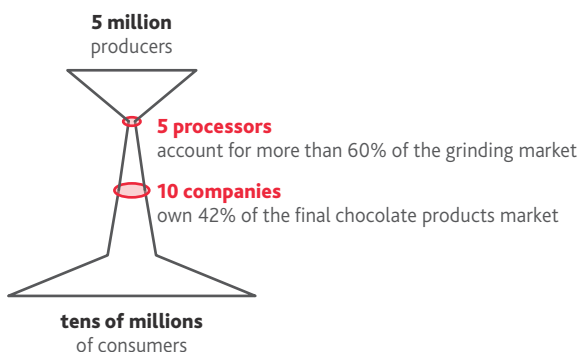 5 million
producers
5 processors
account for more than 60% of the grinding market
10 companies
own 42% of the final chocolate products market
tens of millions
of consumers